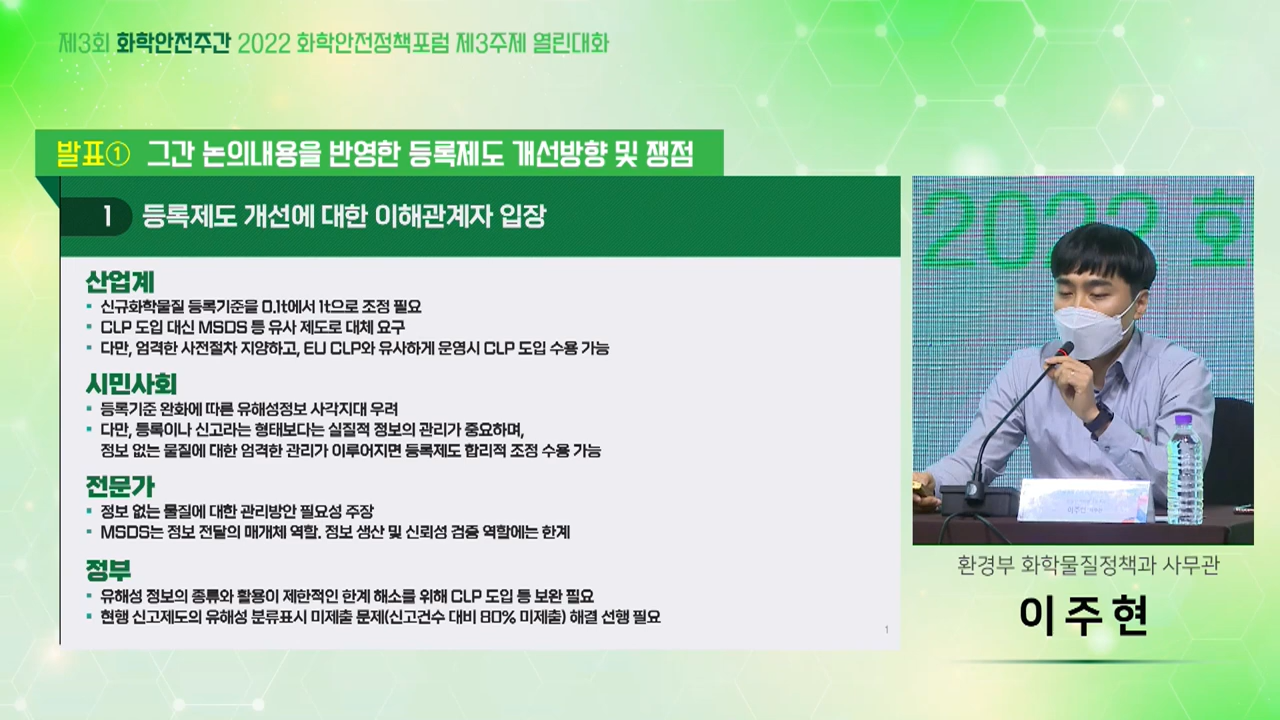 제3회 화학안전주간 2022 화학안전정책포럼 제3주제 열린대화
발표① 그간 논의내용을 반영한 등록제도 개선방향 및 쟁점
1 등록제도 개선에 대한 이해관계자 입장
산업계
▪ 신규화학물질 등록기준을 0.1t에서 1t으로 조정 필요
▪ CLP 도입 대신 MSDS 등 유사 제도로 대체 요구
▪ 다만, 엄격한 사전절차 지양하고, EU CLP와 유사하게 운영시 CLP 도입 수용 가능
시민사회
▪ 등록기준 완화에 따른 유해성정보 사각지대 우려
▪ 다만, 등록이나 신고라는 형태보다는 실질적 정보의 관리가 중요하며,
정보 없는 물질에 대한 엄격한 관리가 이루어지면 등록제도 합리적 조정 수용 가능
전문가
▪ 정보 없는 물질에 대한 관리방안 필요성 주장
▪ MSDS는 정보 전달의 매개체 역할. 정보 생산 및 신뢰성 검증 역할에는 한계
정부
▪ 유해성 정보의 종류와 활용이 제한적인 한계 해소를 위해 CLP 도입 등 보완 필요
▪ 현행 신고제도의 유해성 분류표시 미제출 문제(신고건수 대비 80% 미제출) 해결 선행 필요
1
2022 화
이주현
환경부 화학물질정책과 사무관
이주현